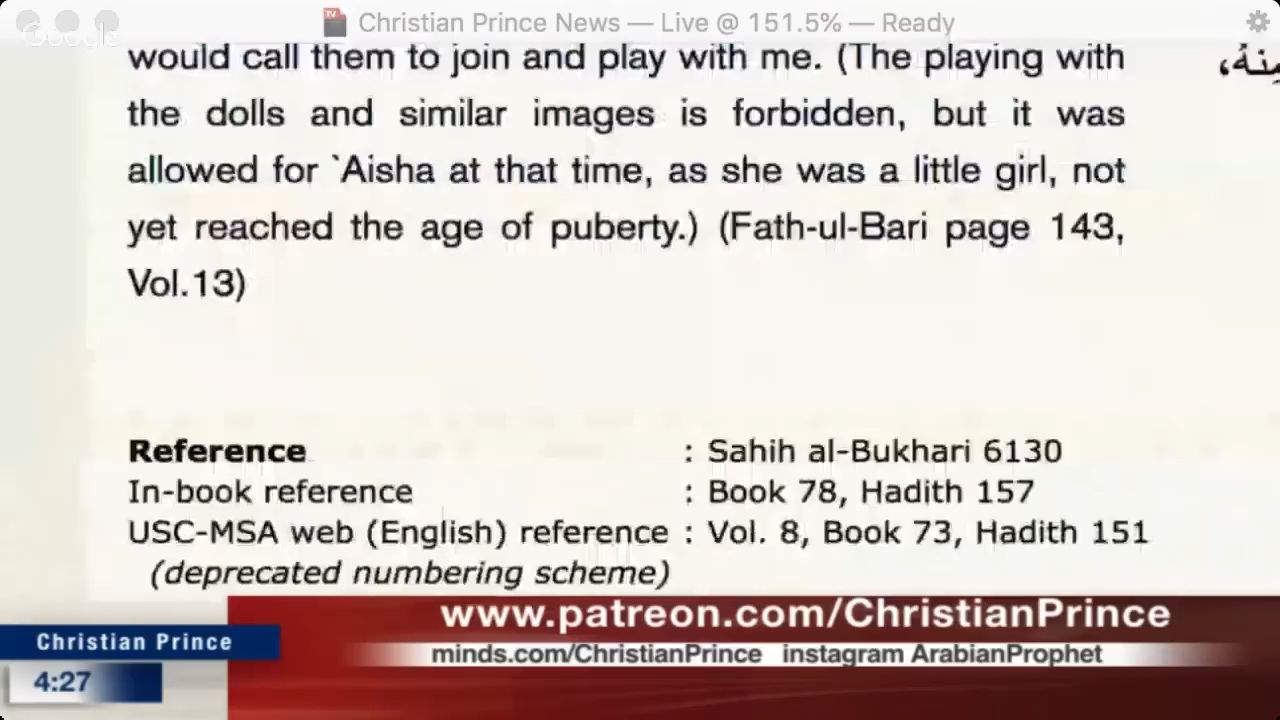 Christian Prince News — Live @ 151.5% — Ready
Google
would call them to join and play with me. (The playing with
منهُ،
the dolls and similar images is forbidden, but it was
allowed for `Aisha at that time, as she was a little girl, not
yet reached the age of puberty.) (Fath-ul-Bari page 143,
Vol.13)
Reference : Sahih al-Bukhari 6130
In-book reference : Book 78, Hadith 157
USC-MSA web (English) reference : Vol. 8, Book 73, Hadith 151
(deprecated numbering scheme)
www.patreon.com/ChristianPrince
Christian Prince
minds.com/ChristianPrince instagram ArabianProphet
4:27